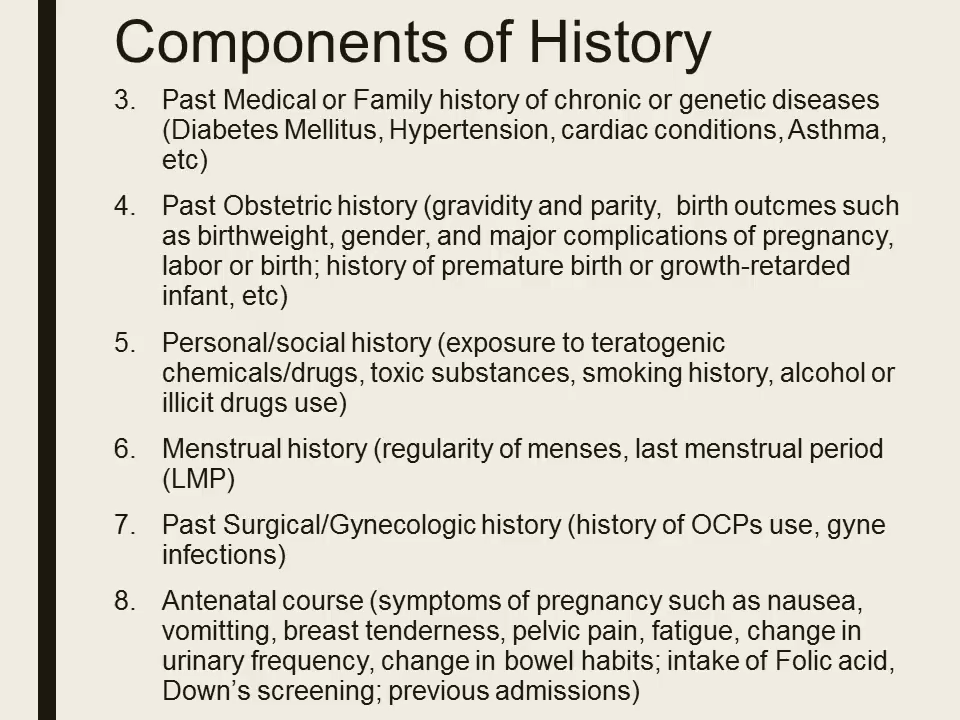 Components of History
3. Past Medical or Family history of chronic or genetic diseases
(Diabetes Mellitus, Hypertension, cardiac conditions, Asthma,
etc)
4. Past Obstetric history (gravidity and parity,  birth outcmes such
as birthweight, gender, and major complications of pregnancy,
labor or birth; history of premature birth or growth-retarded
infant, etc)
5. Personal/social history (exposure to teratogenic
chemicals/drugs, toxic substances, smoking history, alcohol or
illicit drugs use)
6. Menstrual history (regularity of menses, last menstrual period
(LMP)
7. Past Surgical/Gynecologic history (history of OCPs use, gyne
infections)
8. Antenatal course (symptoms of pregnancy such as nausea,
vomitting, breast tenderness, pelvic pain, fatigue, change in
urinary frequency, change in bowel habits; intake of Folic acid,
Down’s screening; previous admissions)